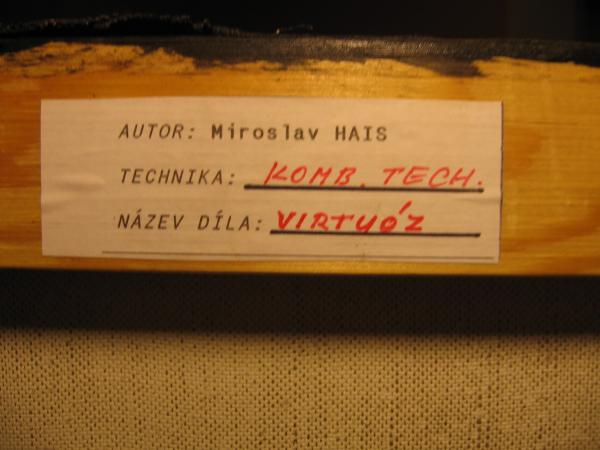 AUTOR: Miroslav HAIS
TECHNIKA: KOMB. TECH.
NÁZEV DÍLA: VIRTUÓZ